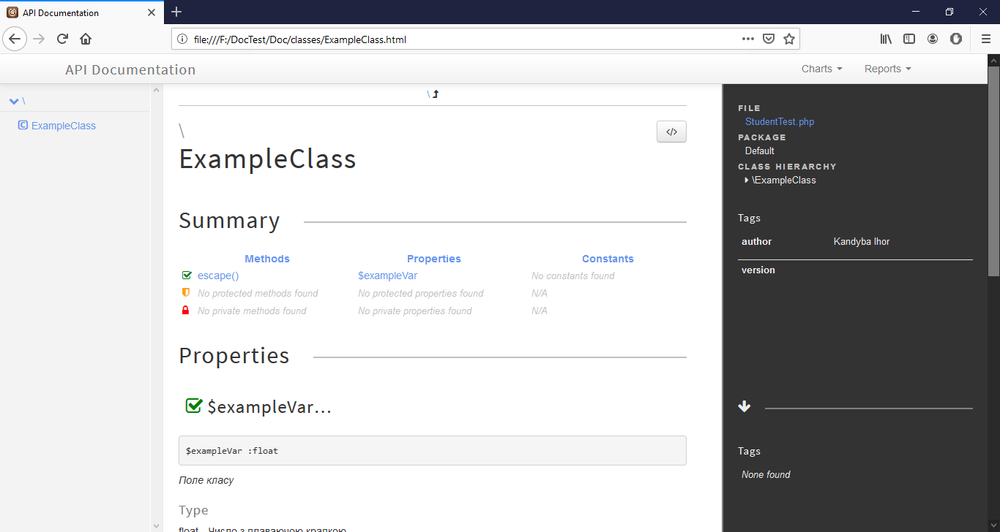 API Documentation
file:///F:/DocTest/Doc/classes/ExampleClass.html
API Documentation
Charts
Reports
\
ExampleClass
\
\
ExampleClass
</>
Summary
Methods Properties Constants
escape() $exampleVar No constants found
No protected methods found No protected properties found N/A
No private methods found No private properties found N/A
Properties
$exampleVar...
$exampleVar :float
Поле класу
Type
float Число з плаваючою крапкою
FILE
StudentTest.php
PACKAGE
Default
CLASS HIERARCHY
\ExampleClass
Tags
author Kandyba Ihor
version
Tags
None found